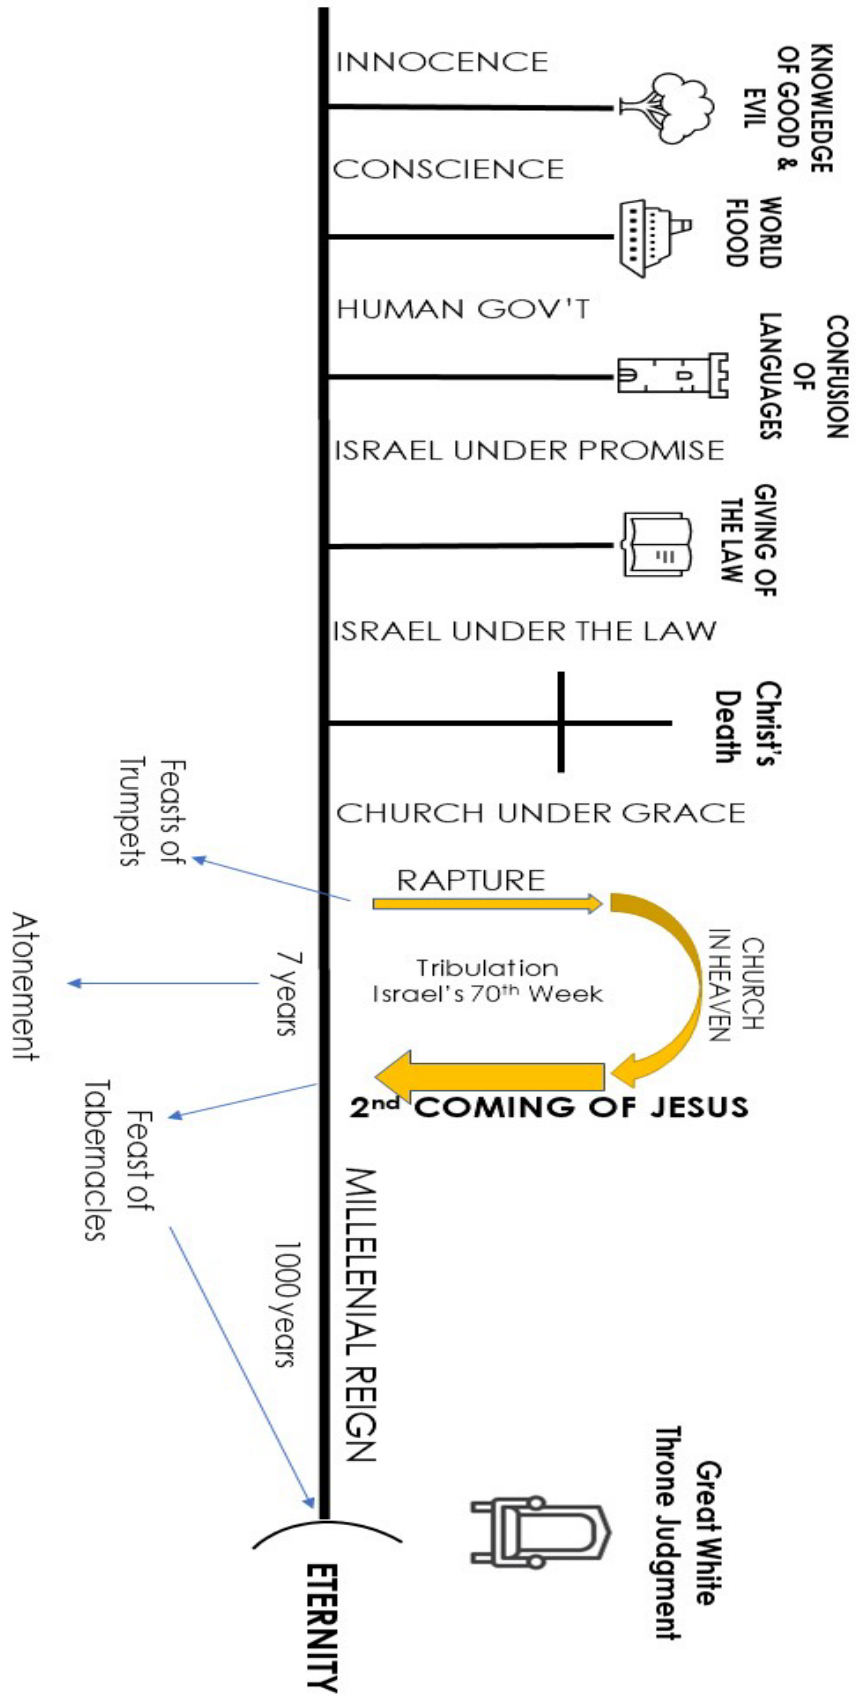 KNOWLEDGE
OF GOOD &
EVIL
INNOCENCE
CONSCIENCE
WORLD
FLOOD
HUMAN GOV'T
CONFUSION
OF
LANGUAGES
ISRAEL UNDER PROMISE
GIVING OF
THE LAW
ISRAEL UNDER THE LAW
Christ's
Death
CHURCH UNDER GRACE
Feasts of
Trumpets
RAPTURE
CHURCH
IN HEAVEN
Tribulation
Israel's 70th Week
7 years
Atonement
2nd COMING OF JESUS
Feast of
Tabernacles
MILLELENIAL REIGN
1000 years
Great White
Throne Judgment
ETERNITY